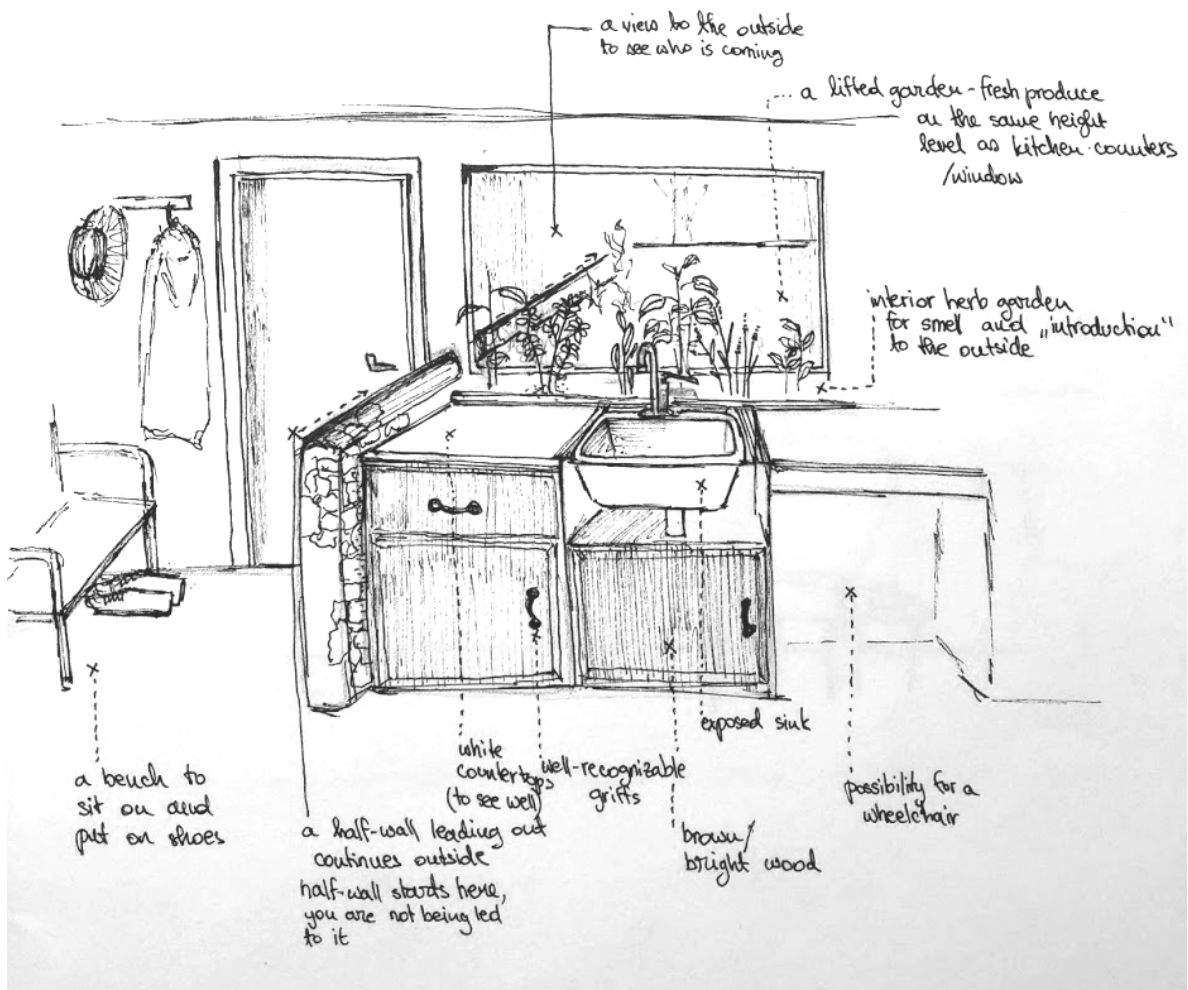 a view to the outside
to see who is coming
a lifted garden - fresh produce
on the same height
level as kitchen counters
/window
interior herb garden
for smell and „introduction"
to the outside
exposed sink
white
countertops
(to see well)
well-recognizable
grifts
possibility for a
wheelchair
a bench to
sit on and
put on shoes
a half-wall leading out
continues outside
half-wall starts here,
you are not being led
to it
brown/
bright wood